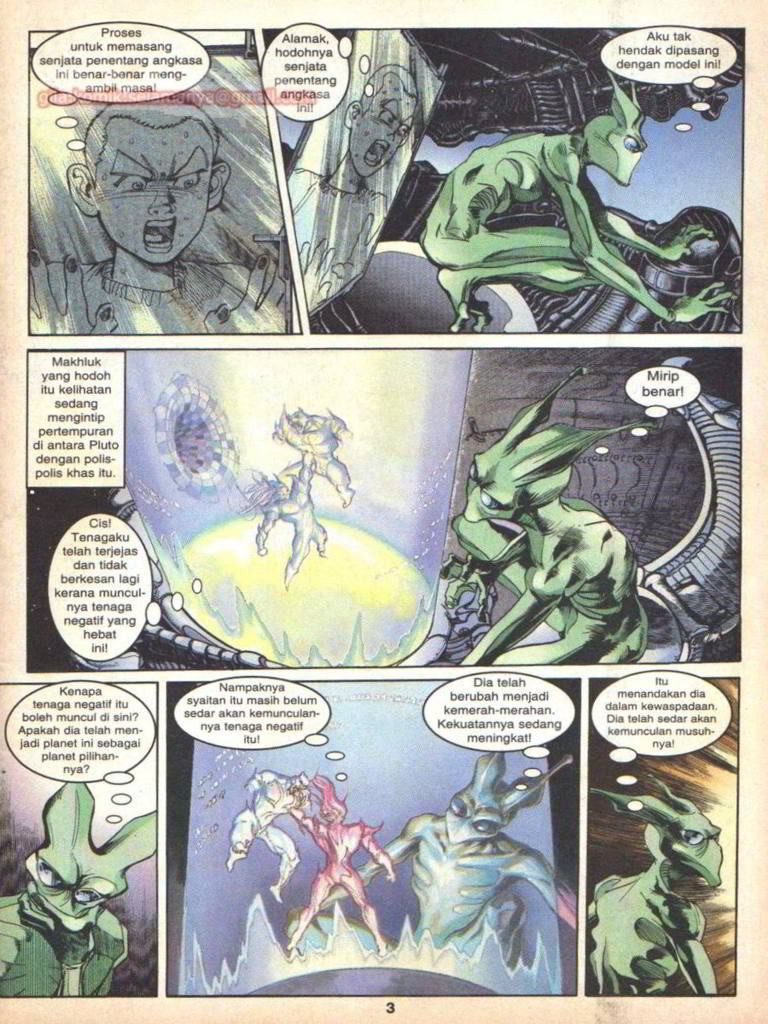 Proses
untuk memasang
senjata penentang angkasa
ini benar-benar meng-
ambil masa!
Alamak,
hodohnya
senjata
penentang
angkasa
ini!
Aku tak
hendak dipasang
dengan model ini!
Makhluk
yang hodoh
itu kelihatan
sedang
mengintip
pertempuran
di antara Pluto
dengan polis-
polis khas itu.
Mirip
benar!
Cis!
Tenagaku
telah terjejas
dan tidak
berkesan lagi
kerana muncul-
nya tenaga
negatif yang
hebat
ini!
Kenapa
tenaga negatif itu
boleh muncul di sini?
Apakah dia telah men-
jadi planet ini sebagai
planet pilihan-
nya?
Nampaknya
syaitan itu masih belum
sedar akan kemunculan-
nya tenaga negatif
itu!
Dia telah
berubah menjadi
kemerah-merahan.
Kekuatannya sedang
meningkat!
Itu
menandakan dia
dalam kewaspadaan.
Dia telah sedar akan
kemunculan musuh-
nya!
3